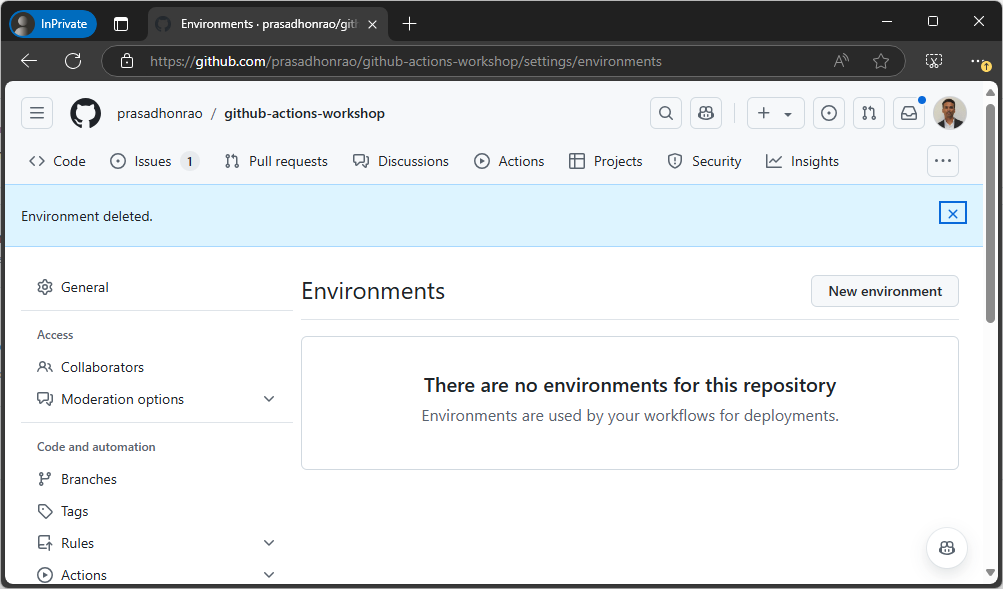 InPrivate
Environments · prasadhonrao/gith
https://github.com/prasadhonrao/github-actions-workshop/settings/environments
prasadhonrao / github-actions-workshop
Code Issues 1 Pull requests Discussions Actions Projects Security Insights
Environment deleted.
General
Access
Collaborators
Moderation options
Code and automation
Branches
Tags
Rules
Actions
Environments
New environment
There are no environments for this repository
Environments are used by your workflows for deployments.